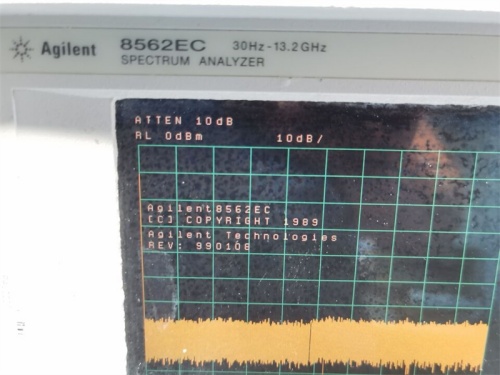 Agilent 8562EC 30Hz-13.2GHz
SPECTRUM ANALYZER
ATTEN 10dB
RL 0dBm 10dB/
Agilent8562EC
[C] COPYRIGHT 1989
Agilent Technologies
REV: 990108